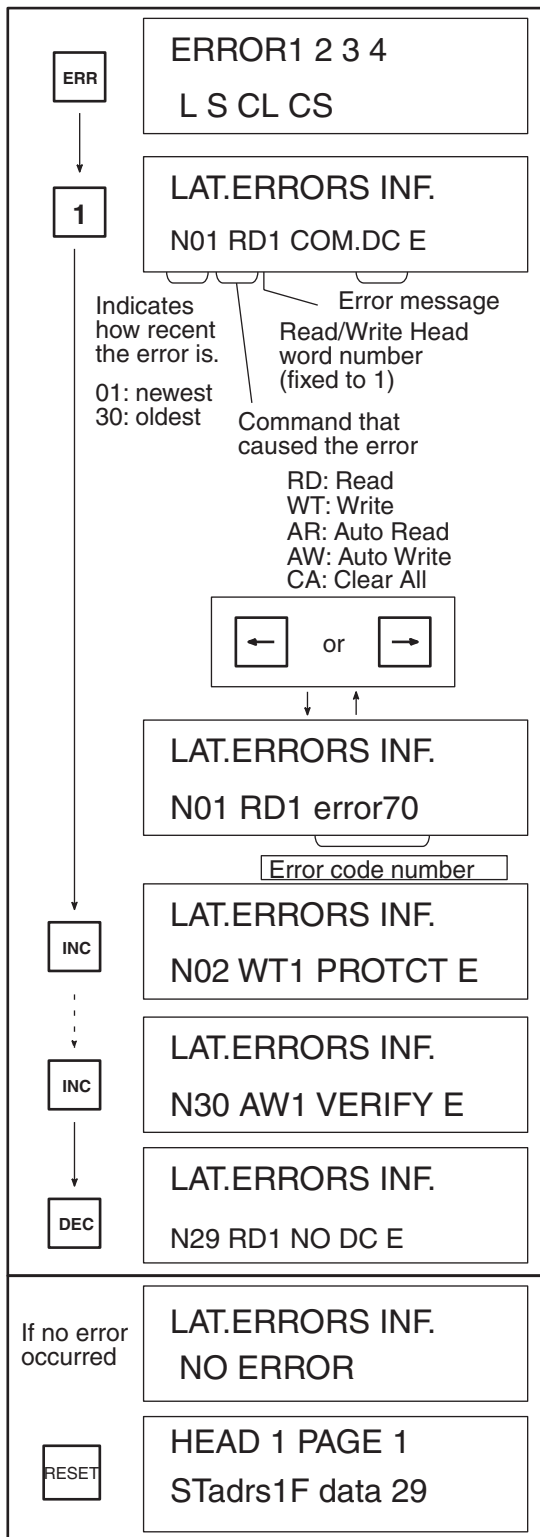 ERROR1 2 3 4
ERR
L S CL CS
LAT.ERRORS INF.
1
N01 RD1 COM.DC E
Indicates
how recent
the error is.
01: newest
30: oldest
Error message
Read/Write Head
word number
(fixed to 1)
Command that
caused the error
RD: Read
WT: Write
AR: Auto Read
AW: Auto Write
CA: Clear All
← or →
LAT.ERRORS INF.
N01 RD1 error70
Error code number
LAT.ERRORS INF.
INC
N02 WT1 PROTCT E
LAT.ERRORS INF.
INC
N30 AW1 VERIFY E
LAT.ERRORS INF.
DEC
N29 RD1 NO DC E
If no error
occurred
LAT.ERRORS INF.
NO ERROR
HEAD 1 PAGE 1
RESET
STadrs1F data 29